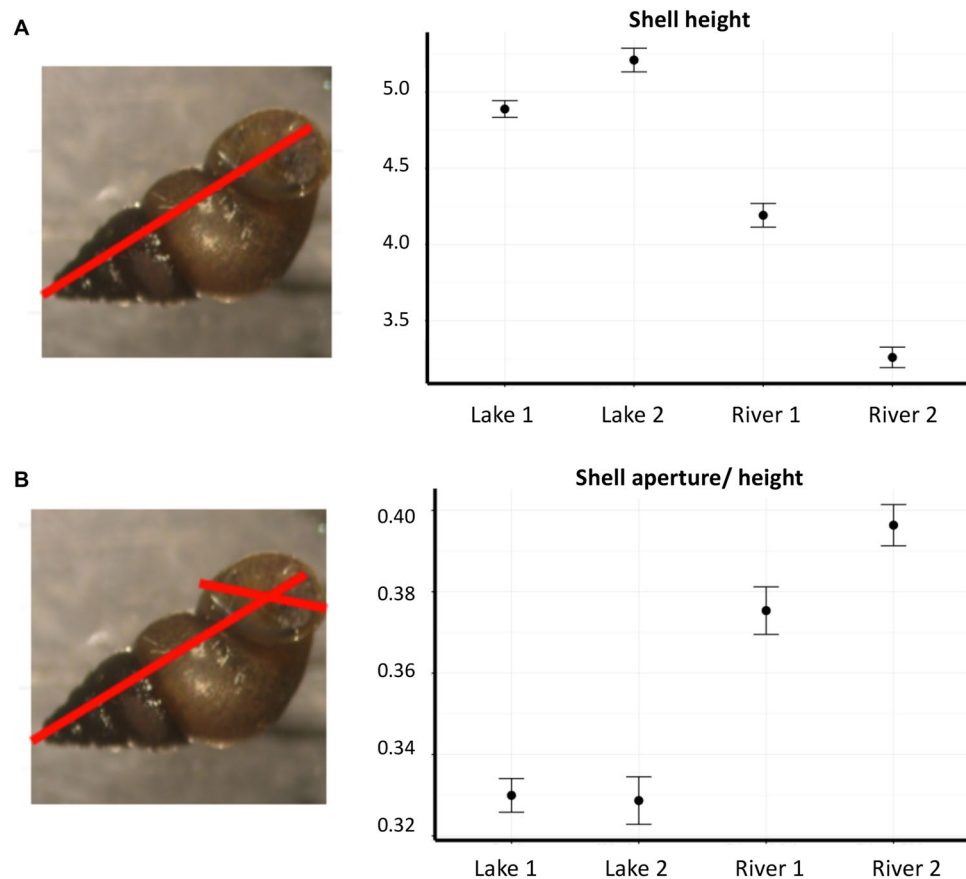 A
Shell height
5.0
4.5
4.0
3.5
Lake 1 Lake 2 River 1 River 2
B
Shell aperture/ height
0.40
0.38
0.36
0.34
0.32
Lake 1 Lake 2 River 1 River 2